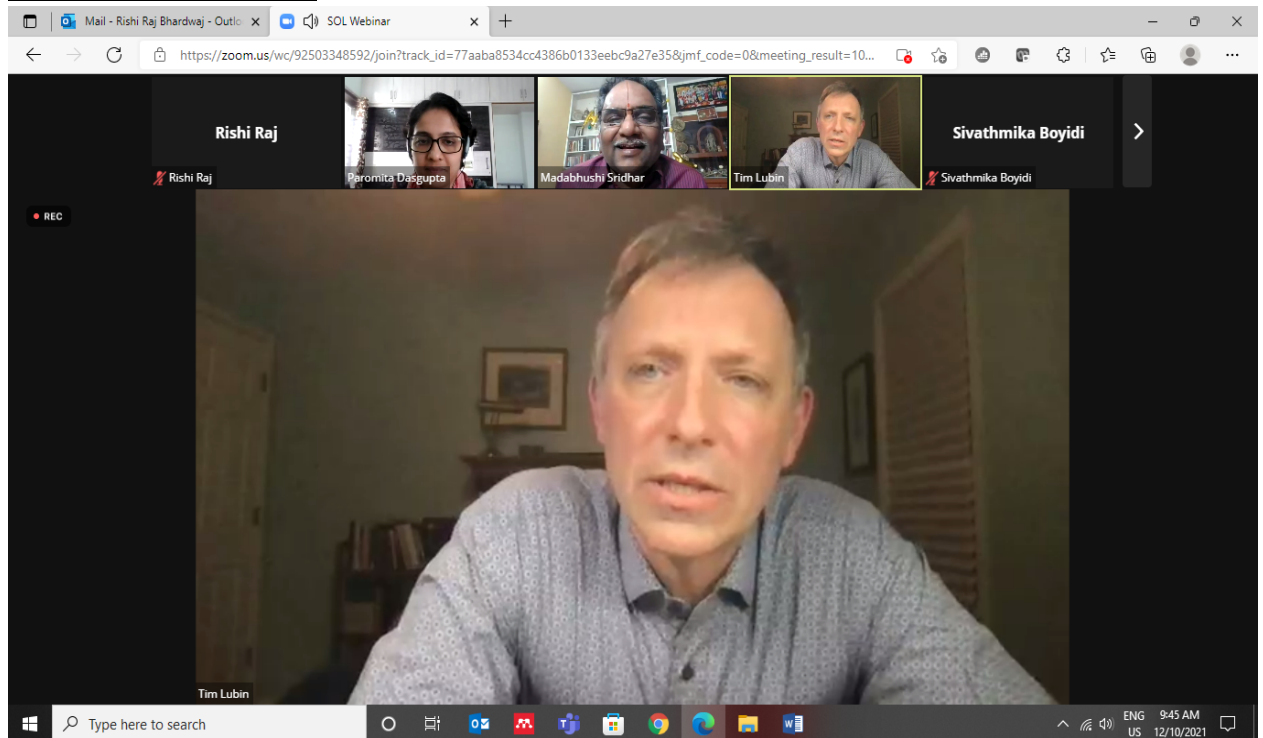 Mail - Rishi Raj Bhardwaj - Outlo
SOL Webinar
https://zoom.us/wc/92503348592/join?track_id=77aaba8534cc4386b0133eebc9a27e35&jmf_code=0&meeting_result=10...
Rishi Raj
Sivathmika Boyidi
Rishi Raj
Paromita Dasgupta
Madabhushi Sridhar
Tim Lubin
Sivathmika Boyidi
REC
Tim Lubin
Type here to search
ENG
US
9:45 AM
12/10/2021